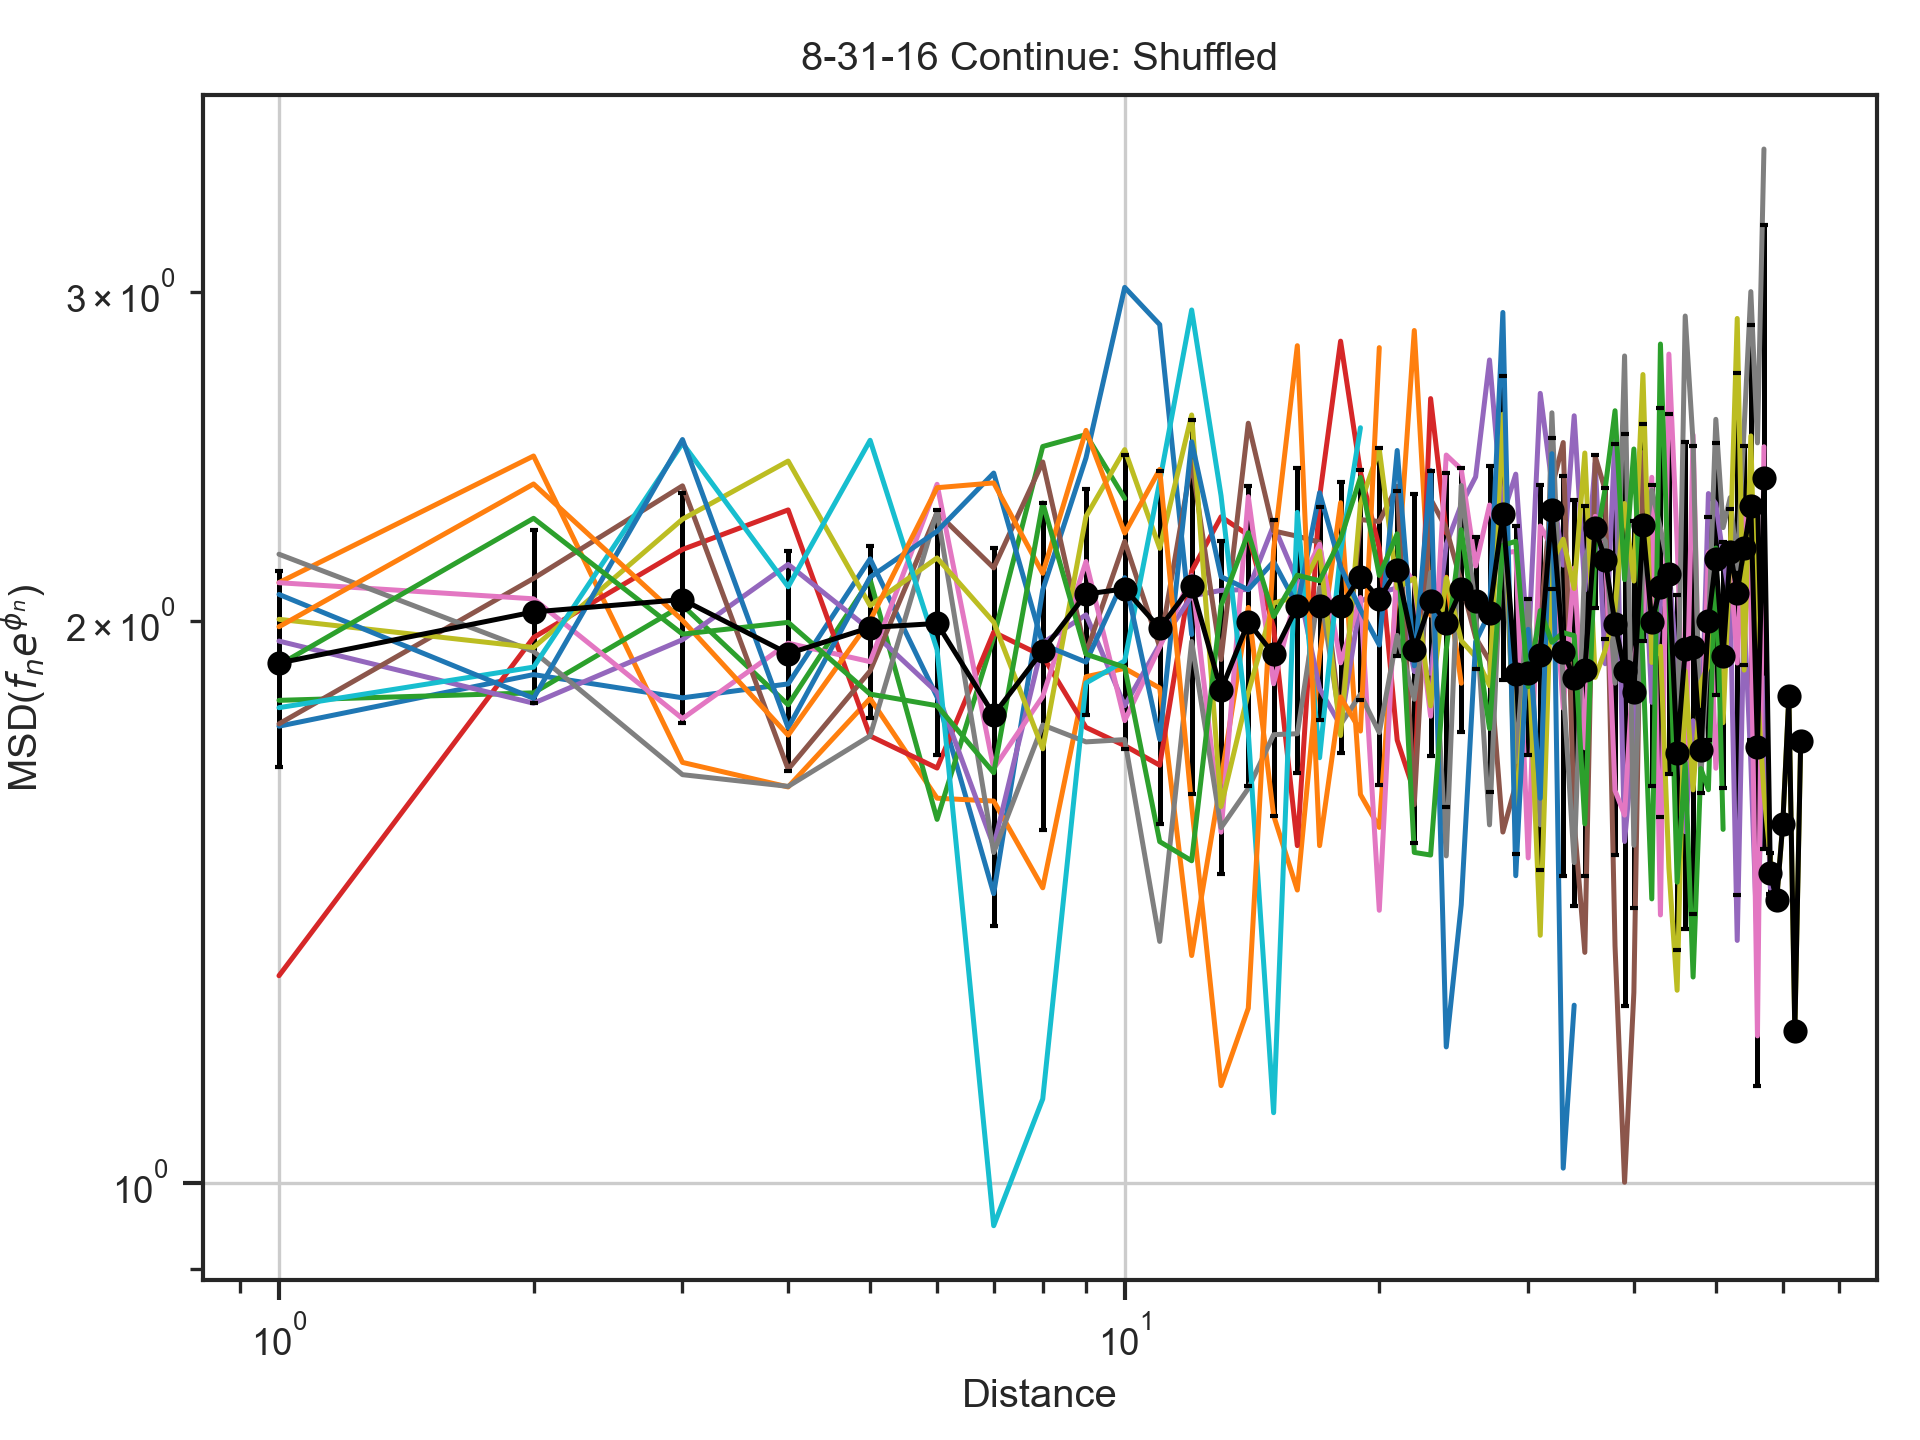 8-31-16 Continue: Shuffled
MSD(fₙe^ϕₙ)
3 × 10⁰
2 × 10⁰
10⁰
10⁰
10¹
Distance